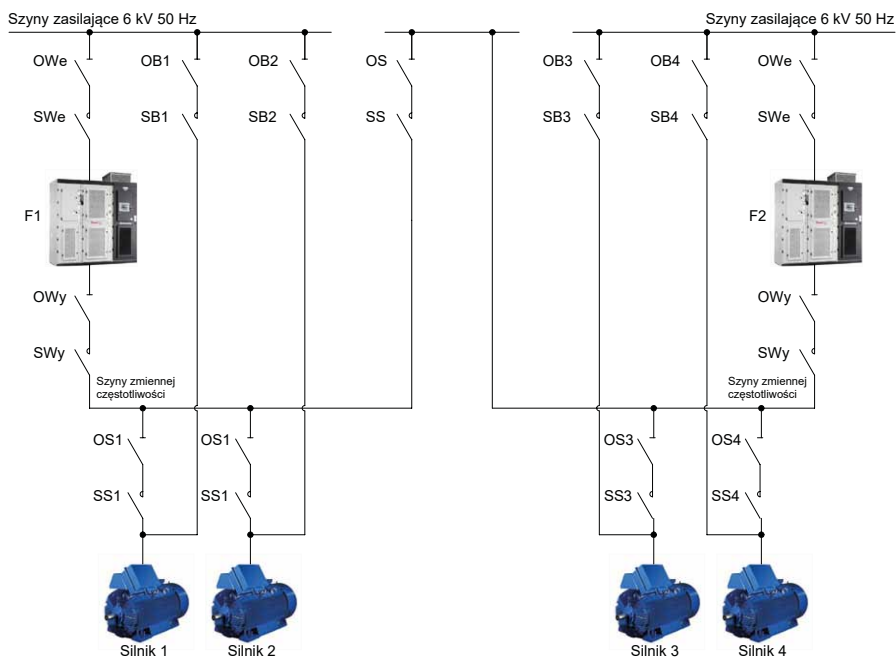 Szyny zasilające 6 kV 50 Hz
Szyny zasilające 6 kV 50 Hz
OWe
OB1
OB2
OS
OB3
OB4
OWe
SWe
SB1
SB2
SS
SB3
SB4
SWe
F1
F2
OWy
OWy
SWy
SWy
Szyny zmiennej
częstotliwości
Szyny zmiennej
częstotliwości
OS1
OS1
OS3
OS4
SS1
SS1
SS3
SS4
Silnik 1
Silnik 2
Silnik 3
Silnik 4